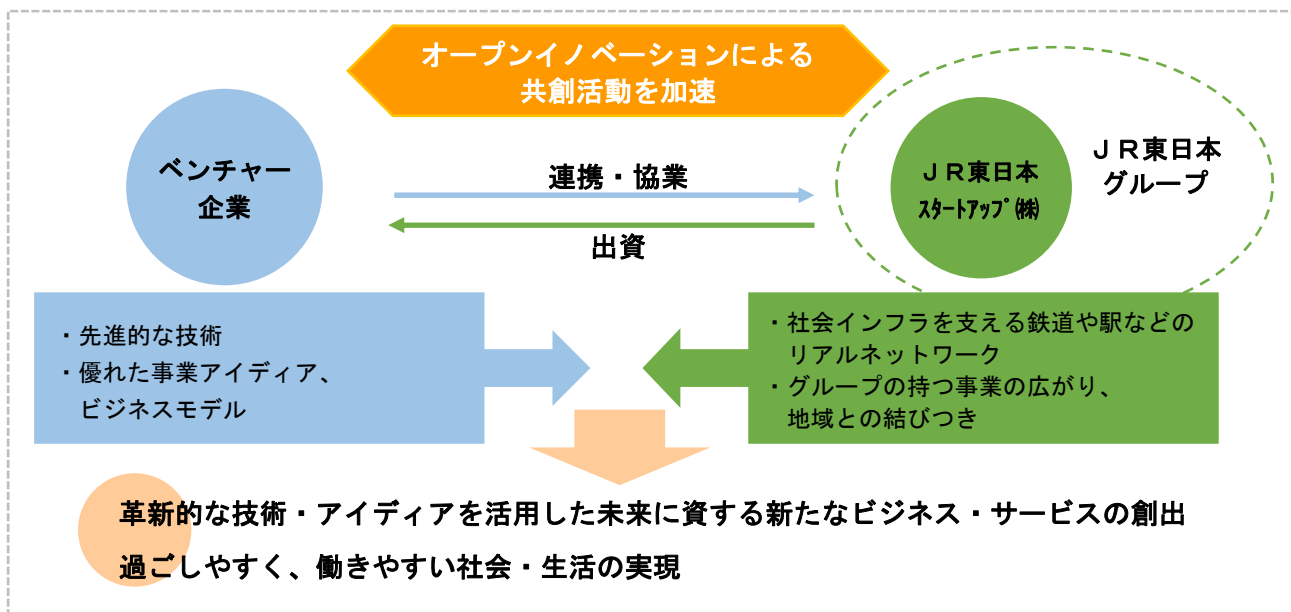 オープンイノベーションによる
共創活動を加速
ベンチャー
企業
連携・協業
出資
ＪＲ東日本
ｽﾀｰﾄｱｯﾌﾟ㈱
ＪＲ東日本
グループ
・先進的な技術
・優れた事業アイディア、
ビジネスモデル
・社会インフラを支える鉄道や駅などの
リアルネットワーク
・グループの持つ事業の広がり、
地域との結びつき
革新的な技術・アイディアを活用した未来に資する新たなビジネス・サービスの創出
過ごしやすく、働きやすい社会・生活の実現